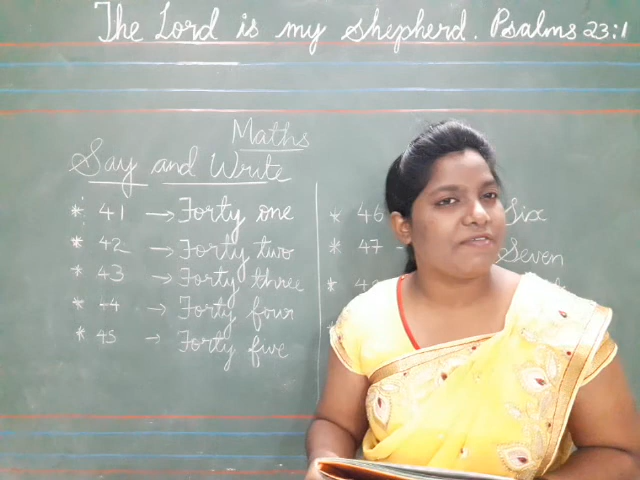 The Lord is my shepherd. Psalms 23:1
Maths
Say and Write
* 41 → Forty one
* 42 → Forty two
* 43 → Forty three
* 44 → Forty four
* 45 → Forty five
* 46 Six
* 47 Seven